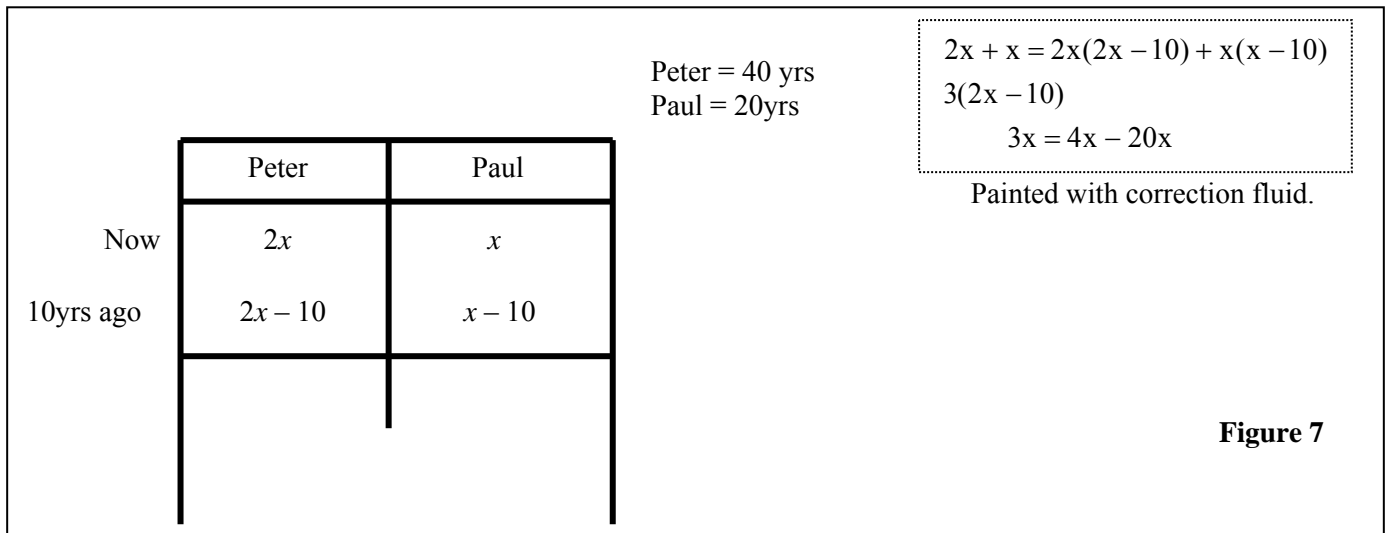 Peter = 40 yrs
Paul = 20yrs
2x + x = 2x(2x − 10) + x(x − 10)
3(2x − 10)
3x = 4x − 20x
Painted with correction fluid.
Peter Paul
Now 2x x
10yrs ago 2x – 10 x – 10
Figure 7